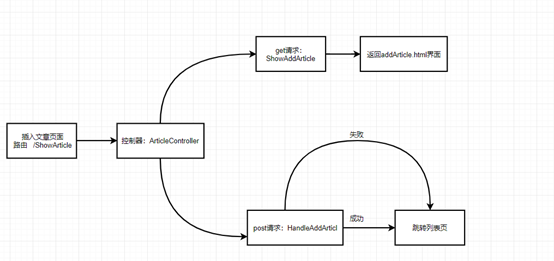 get请求：
ShowAddArticle
返回addArticle.html界面
插入文章页面
路由 /ShowArticle
控制器：ArticleController
失败
post请求：HandleAddArticl
成功
跳转列表页